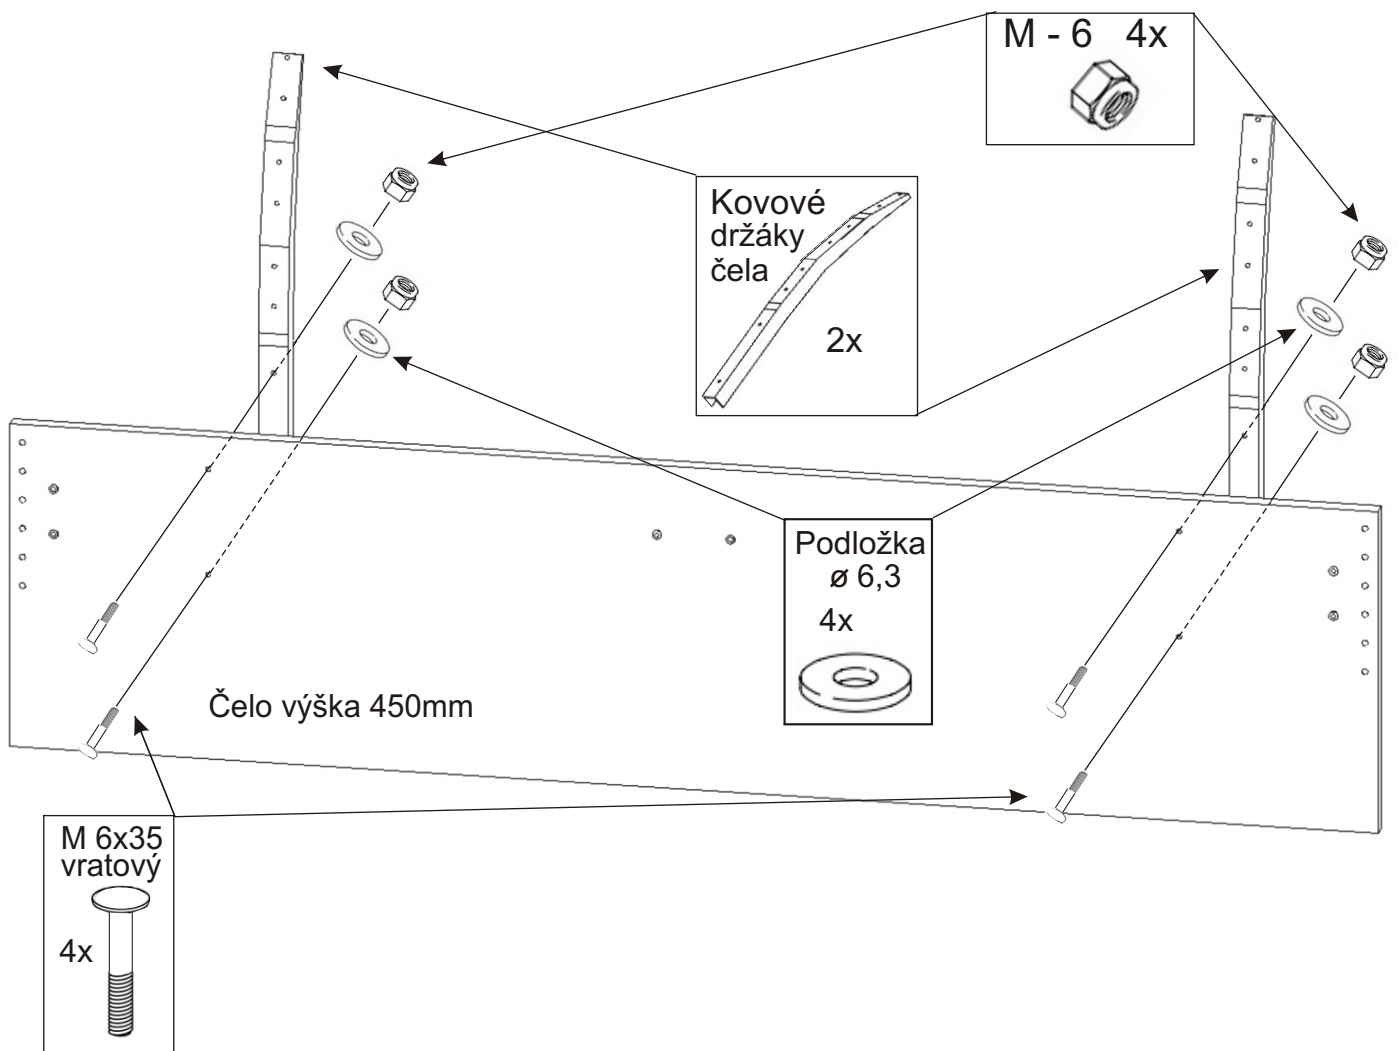 M - 6 4x
Kovové
držáky
čela
2x
Podložka
ø 6,3
4x
Čelo výška 450mm
M 6x35
vratový
4x